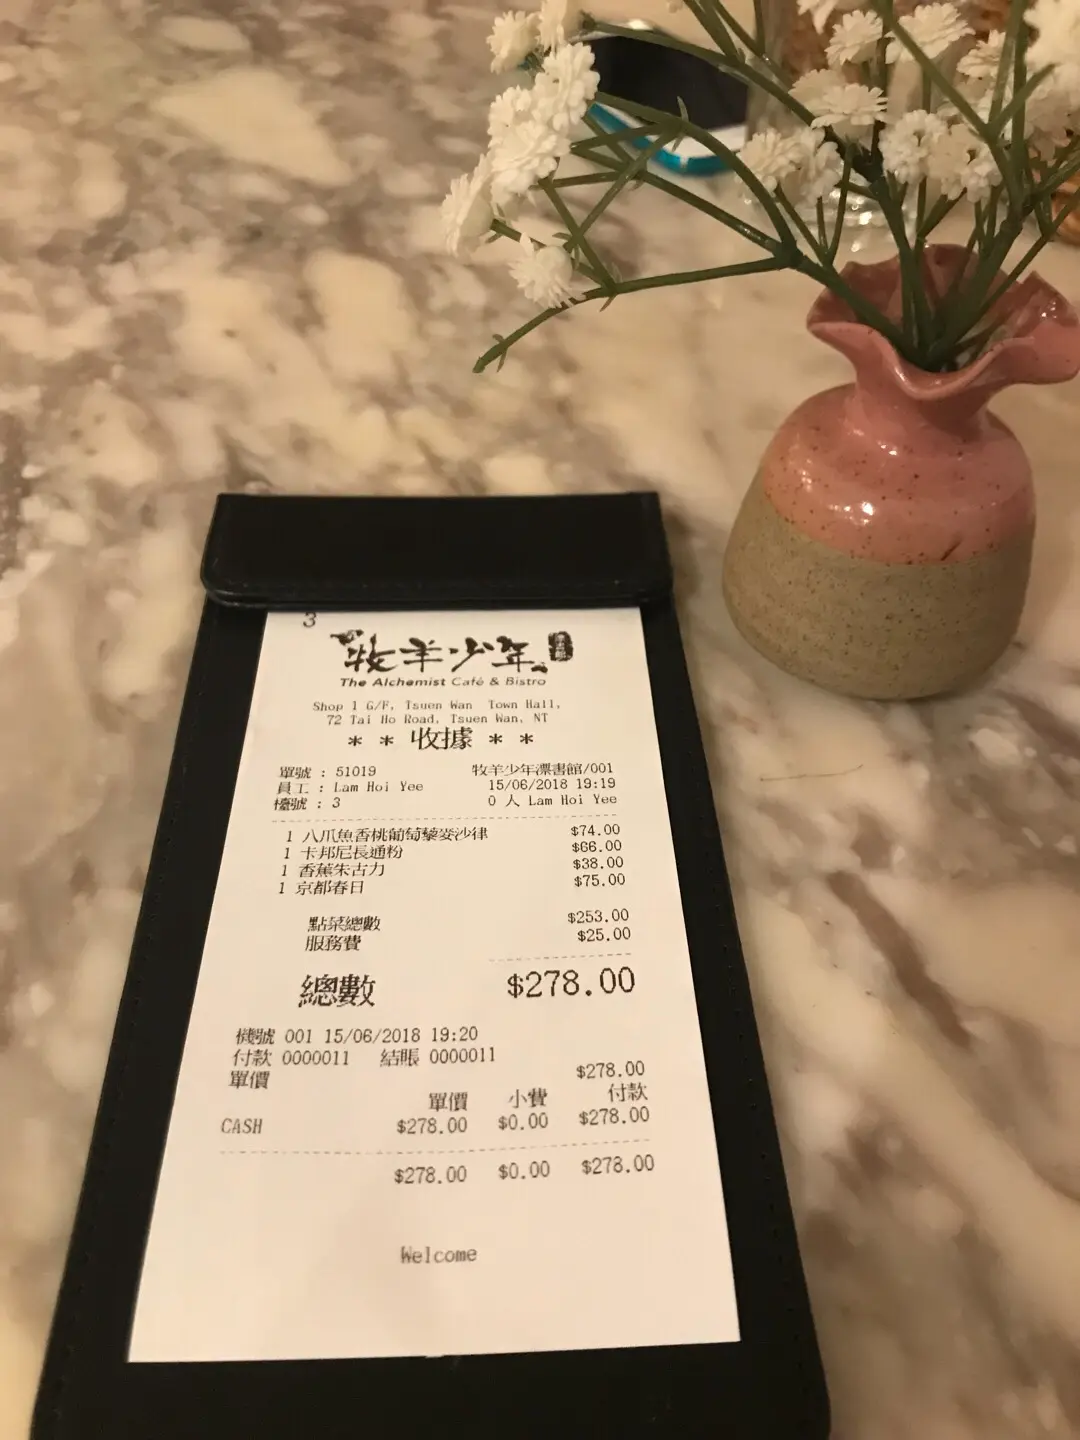 3
牧羊少年
The Alchemist Café & Bistro
Shop 1 G/F, Tsuen Wan Town Hall,
72 Tai Ho Road, Tsuen Wan, NT
* * 收據 * *
單號 : 51019 牧羊少年漂書館/001
員工 : Lam Hoi Yee 15/06/2018 19:19
檯號 : 3 0 人 Lam Hoi Yee
1 八爪魚香桃葡萄藜麥沙律 $74.00
1 卡邦尼長通粉 $66.00
1 香蕉朱古力 $38.00
1 京都春日 $75.00
點菜總數 $253.00
服務費 $25.00
總數 $278.00
機號 001 15/06/2018 19:20
付款 0000011 結賬 0000011
單價 $278.00
單價 小費 付款
CASH $278.00 $0.00 $278.00
$278.00 $0.00 $278.00
Welcome